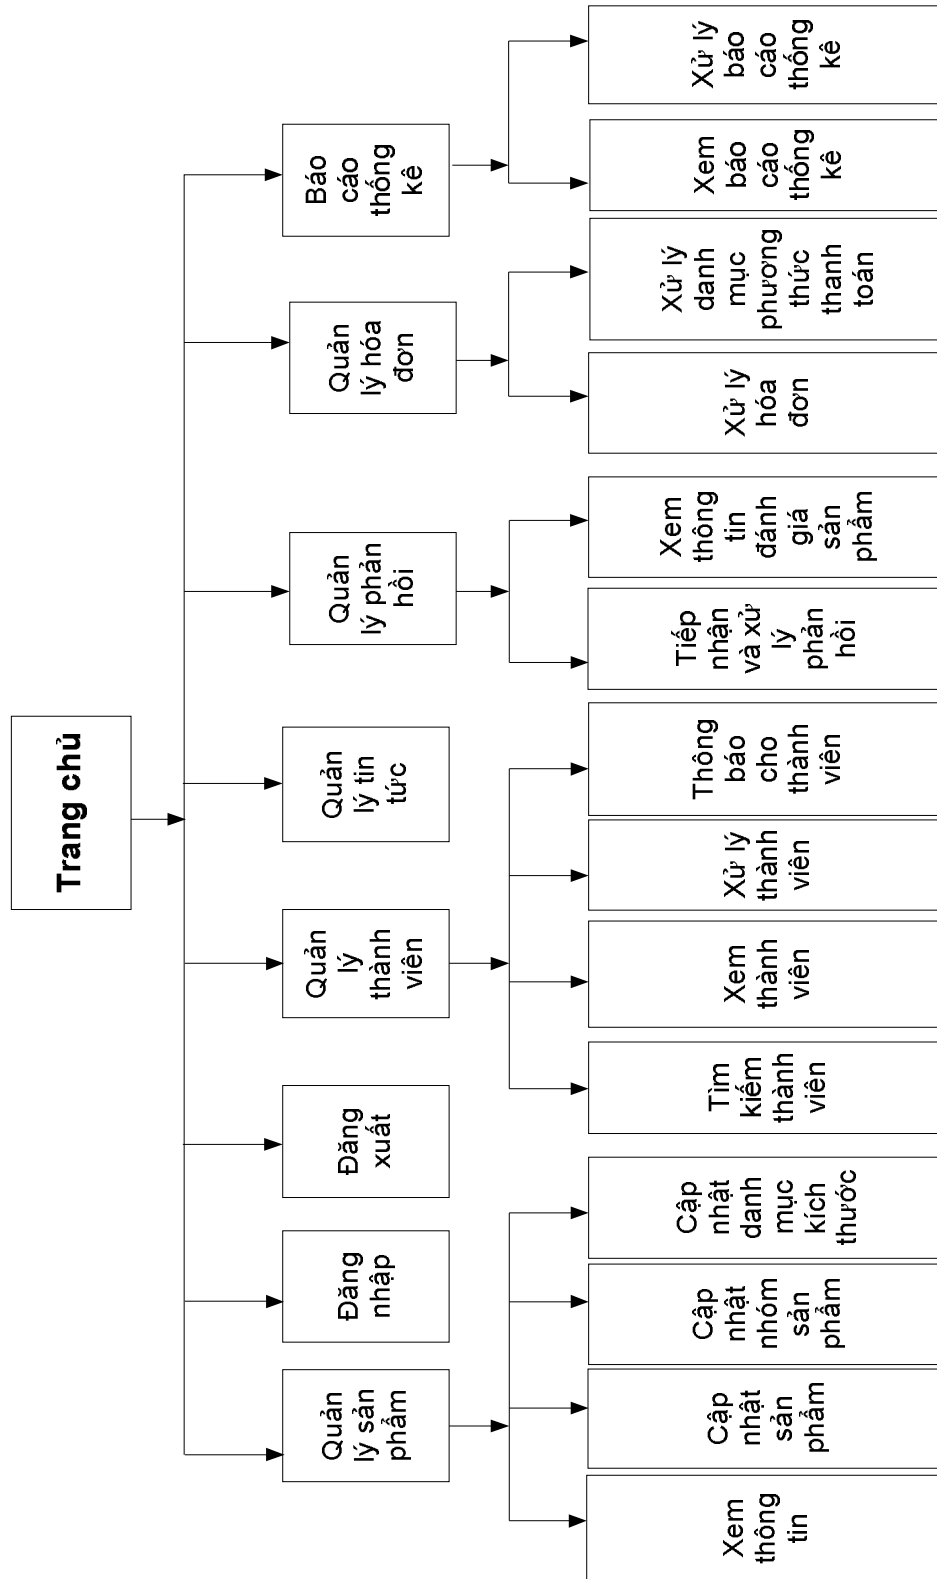 Trang chủ
Quản
lý sản
phẩm
Đăng
nhập
Đăng
xuất
Quản
lý
thành
viên
Quản
lý tin
tức
Quản
lý phản
hồi
Quản
lý hóa
đơn
Báo
cáo
thống
kê
Xem
thông
tin
Cập
nhật
sản
phẩm
Cập
nhật
nhóm
sản
phẩm
Cập
nhật
danh
mục
kích
thước
Tìm
kiếm
thành
viên
Xem
thành
viên
Xử lý
thành
viên
Thông
báo
cho
thành
viên
Tiếp
nhận
và xử
lý
phản
hồi
Xem
thông
tin
đánh
giá
sản
phẩm
Xử lý
hóa
đơn
Xử lý
danh
mục
phương
thức
thanh
toán
Xem
báo
cáo
thống
kê
Xử lý
báo
cáo
thống
kê